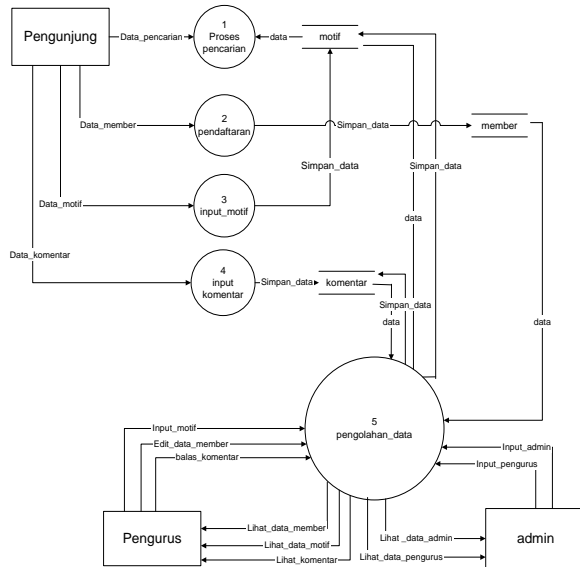 Pengunjung
Data_pencarian
1
Proses
pencarian
data
motif
Data_member
2
pendaftaran
Simpan_data
member
Simpan_data
Simpan_data
Data_motif
3
input_motif
data
Data_komentar
4
input
komentar
Simpan_data
komentar
Simpan_data
data
data
5
pengolahan_data
Input_motif
Edit_data_member
balas_komentar
Input_admin
Input_pengurus
Pengurus
Lihat_data_member
Lihat_data_motif
Lihat_komentar
Lihat _data_admin
Lihat_data_pengurus
admin